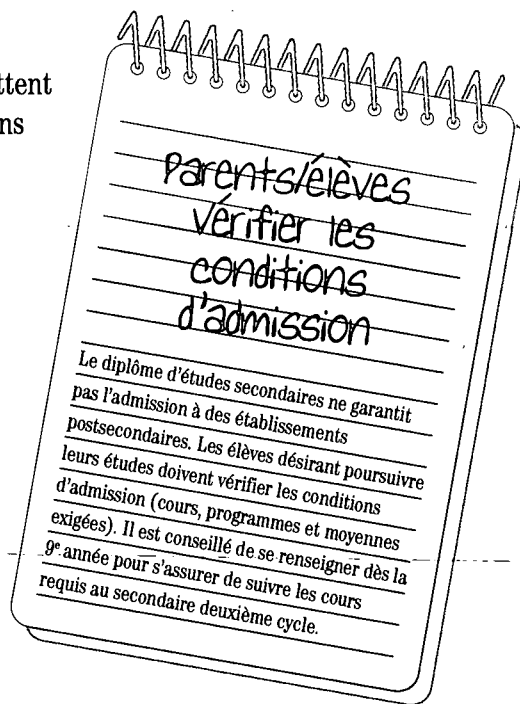 ttent
ns
parents/élèves
vérifier les
conditions
d'admission
Le diplôme d'études secondaires ne garantit
pas l'admission à des établissements
postsecondaires. Les élèves désirant poursuivre
leurs études doivent vérifier les conditions
d'admission (cours, programmes et moyennes
exigées). Il est conseillé de se renseigner dès la
9e année pour s'assurer de suivre les cours
requis au secondaire deuxième cycle.